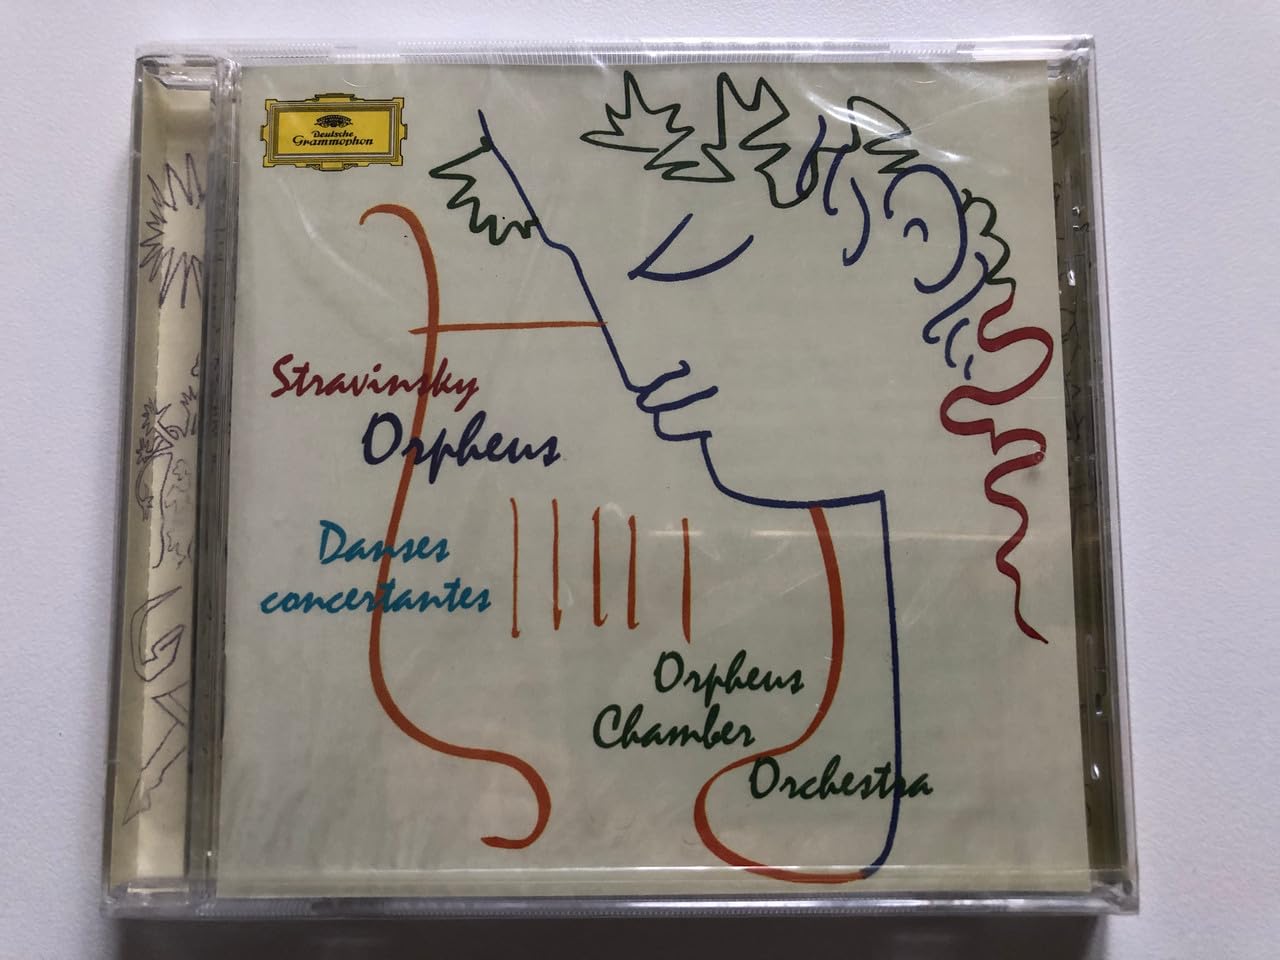 Deutsche
Grammophon
Stravinsky
Orpheus
Danses
concertantes
Orpheus
Chamber
Orchestra